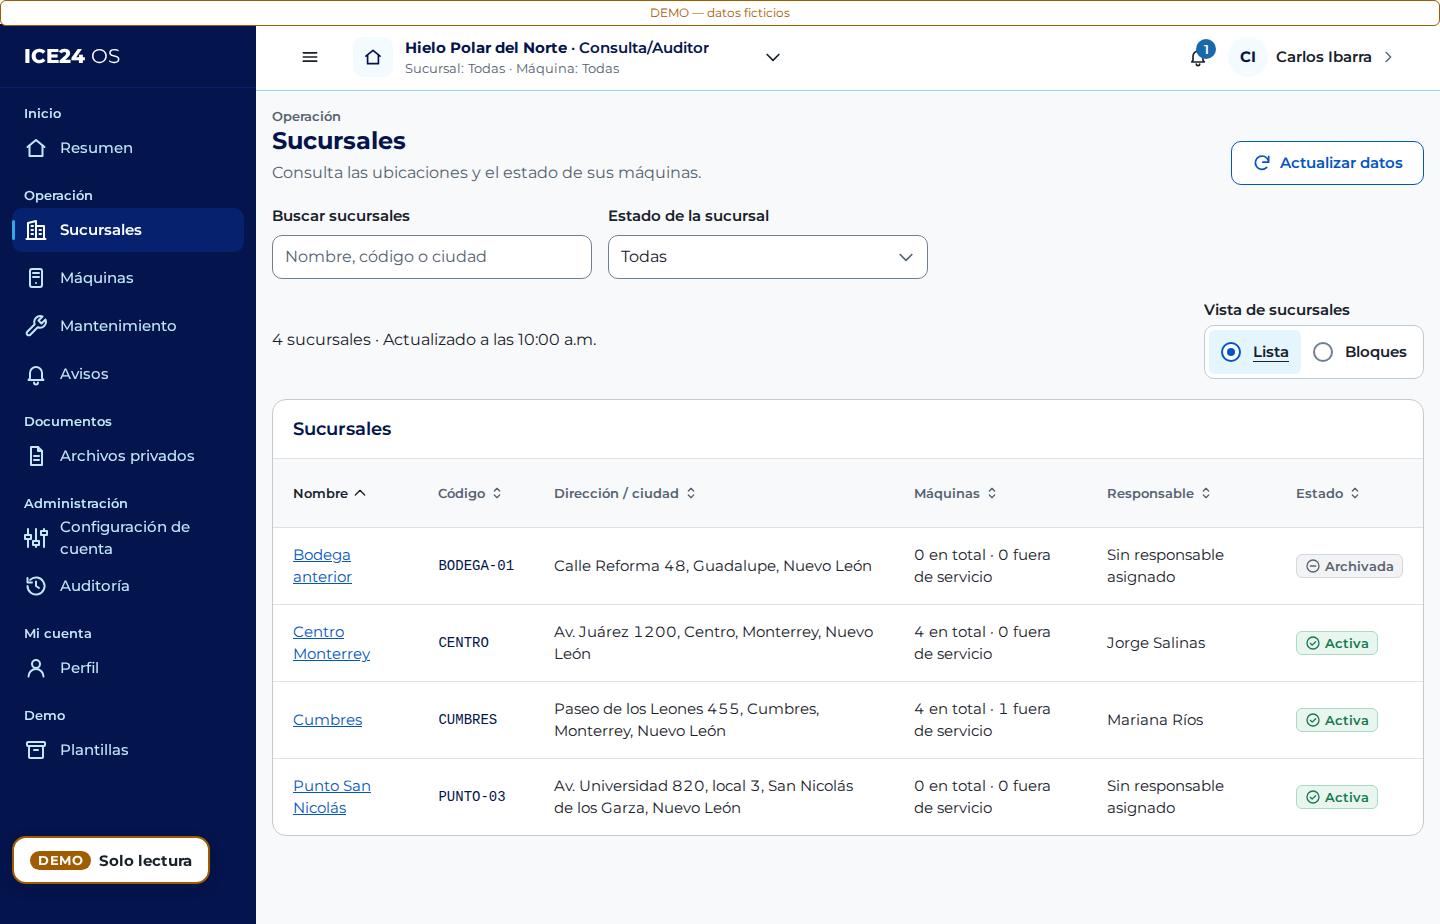 DEMO — datos ficticios
ICE24 OS
Inicio
Resumen
Operación
Sucursales
Máquinas
Mantenimiento
Avisos
Documentos
Archivos privados
Administración
Configuración de
cuenta
Auditoría
Mi cuenta
Perfil
Demo
Plantillas
DEMO Solo lectura
Hielo Polar del Norte · Consulta/Auditor
Sucursal: Todas · Máquina: Todas
1
CI Carlos Ibarra
Operación
Sucursales
Consulta las ubicaciones y el estado de sus máquinas.
Actualizar datos
Buscar sucursales
Nombre, código o ciudad
Estado de la sucursal
Todas
4 sucursales · Actualizado a las 10:00 a.m.
Vista de sucursales
Lista Bloques
Sucursales
Nombre Código Dirección / ciudad Máquinas Responsable Estado
Bodega
anterior
BODEGA-01
Calle Reforma 48, Guadalupe, Nuevo León
0 en total · 0 fuera
de servicio
Sin responsable
asignado
Archivada
Centro
Monterrey
CENTRO
Av. Juárez 1200, Centro, Monterrey, Nuevo
León
4 en total · 0 fuera
de servicio
Jorge Salinas
Activa
Cumbres
CUMBRES
Paseo de los Leones 455, Cumbres,
Monterrey, Nuevo León
4 en total · 1 fuera
de servicio
Mariana Ríos
Activa
Punto San
Nicolás
PUNTO-03
Av. Universidad 820, local 3, San Nicolás
de los Garza, Nuevo León
0 en total · 0 fuera
de servicio
Sin responsable
asignado
Activa